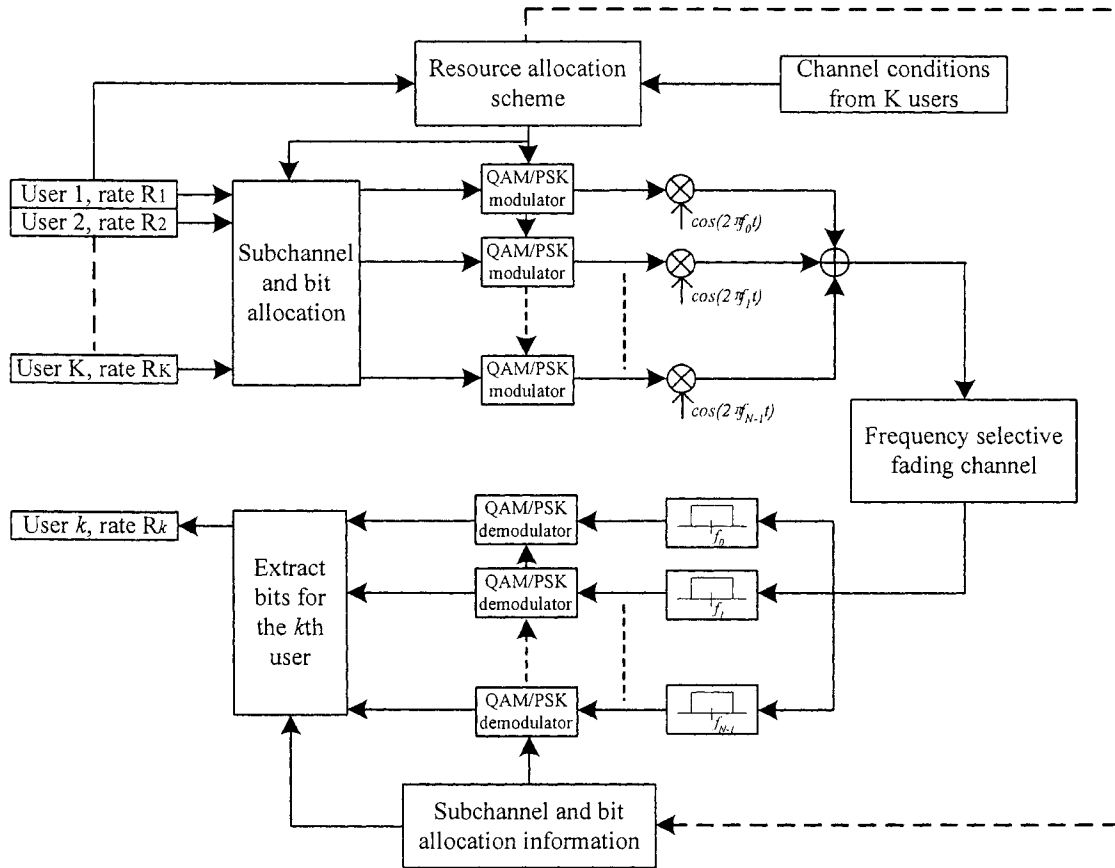 Resource allocation
scheme
Channel conditions
from K users
User 1, rate R1
User 2, rate R2
User K, rate RK
Subchannel
and bit
allocation
QAM/PSK
modulator
QAM/PSK
modulator
QAM/PSK
modulator
cos(2πf0t)
cos(2πf1t)
cos(2πfN-1t)
Frequency selective
fading channel
User k, rate Rk
Extract
bits for
the kth
user
QAM/PSK
demodulator
QAM/PSK
demodulator
QAM/PSK
demodulator
f0
f1
fN-1
Subchannel and bit
allocation information